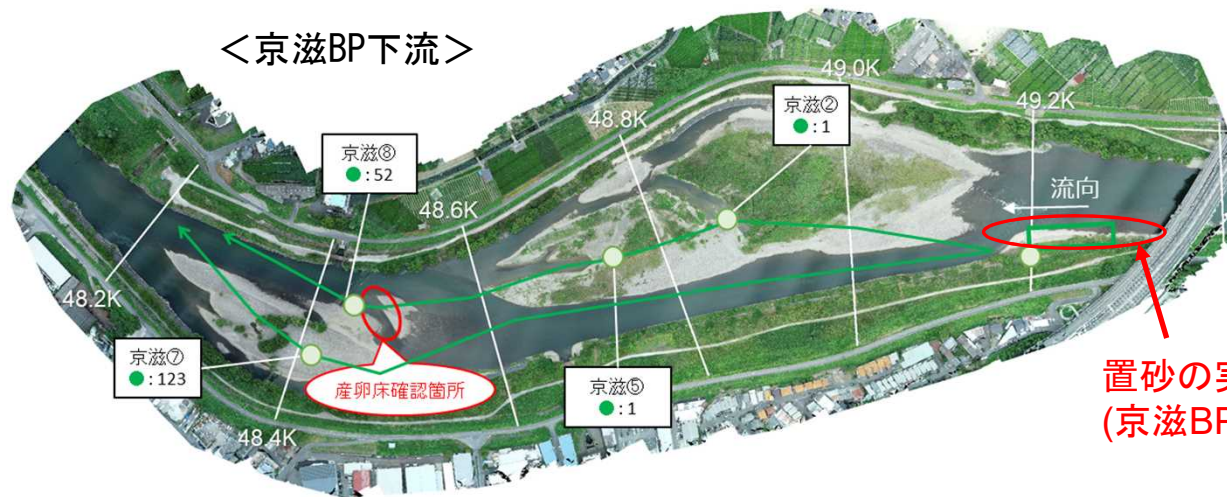 ＜京滋BP下流＞
49.0K
49.2K
京滋②
●:1
48.8K
京滋⑧
●:52
流向
48.6K
48.2K
京滋⑦
●:123
産卵床確認箇所
京滋⑤
●:1
48.4K
置砂の
(京滋BP